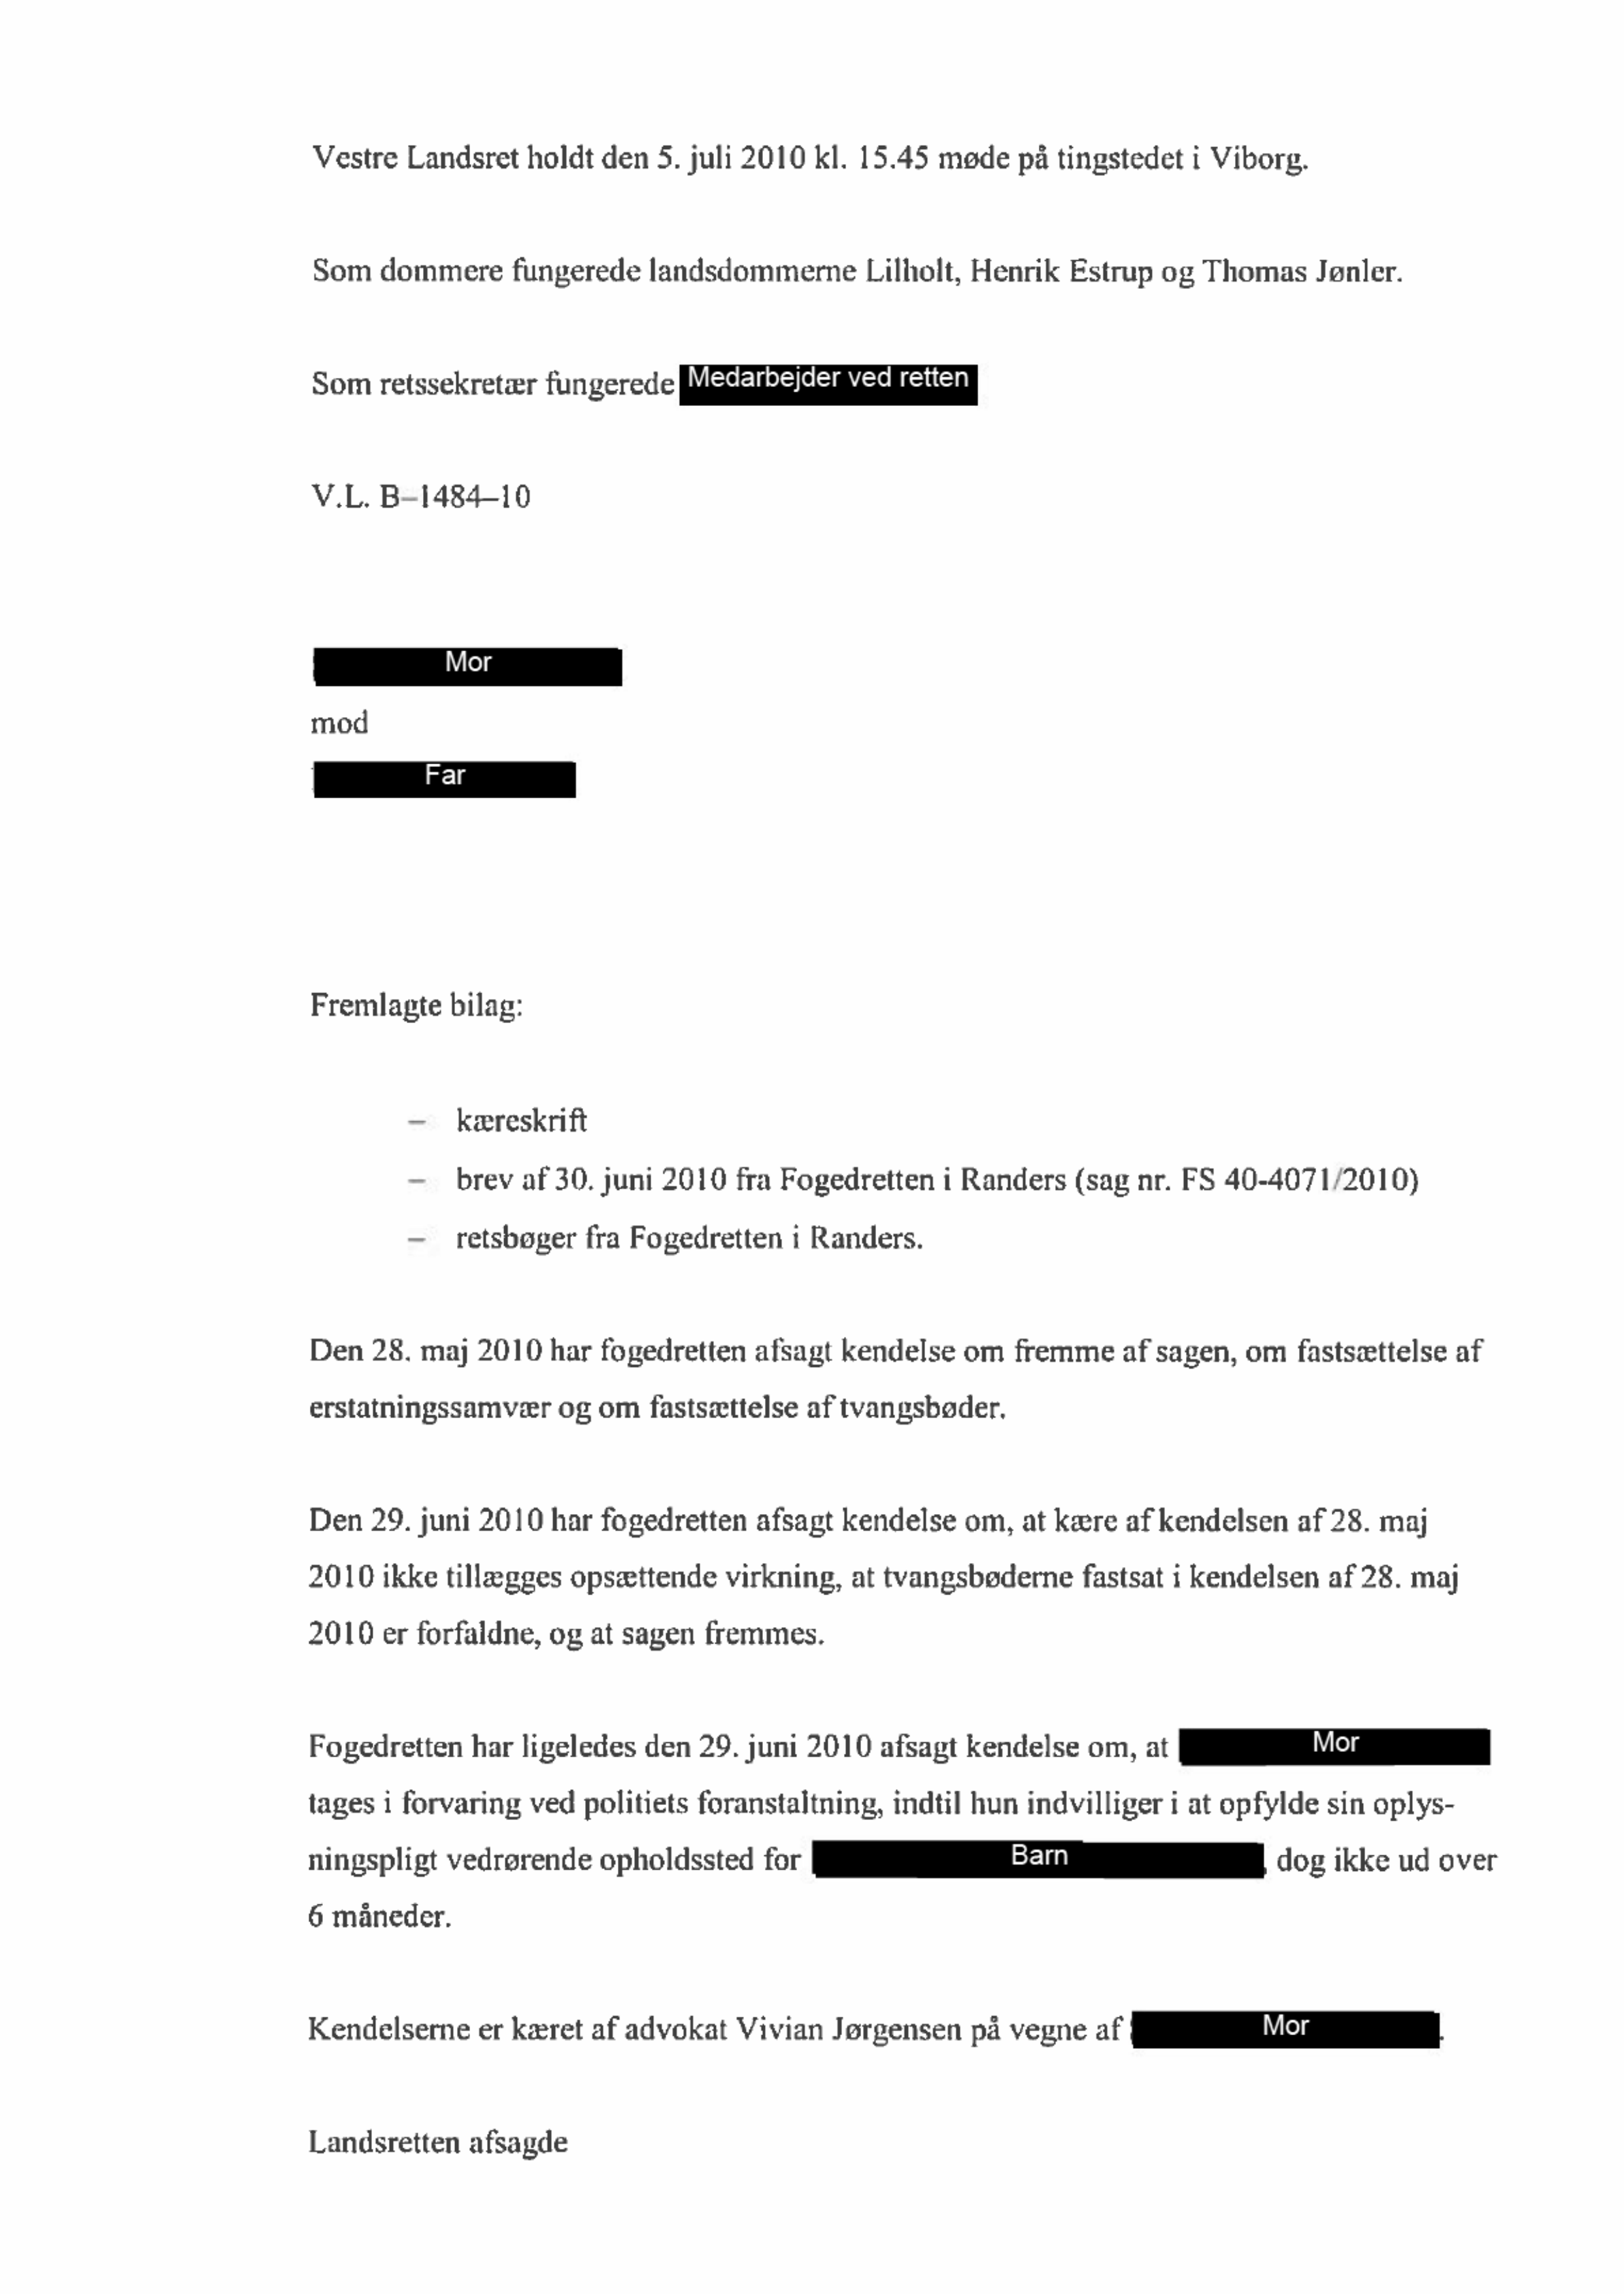 Vestre Landsret holdt den 5. juli 2010 kl. 15.45 møde på tingstedet i Viborg.
Som dommere fungerede landsdommerne Lilholt, Henrik Estrup og Thomas Jønler.
Som retssekretær fungerede Medarbejder ved retten
V.L. B–1484–10
Mor
mod
Far
Fremlagte bilag:
– kæreskrift
– brev af 30. juni 2010 fra Fogedretten i Randers (sag nr. FS 40-4071/2010)
– retsbøger fra Fogedretten i Randers.
Den 28. maj 2010 har fogedretten afsagt kendelse om fremme af sagen, om fastsættelse af
erstatningssamvær og om fastsættelse af tvangsbøder.
Den 29. juni 2010 har fogedretten afsagt kendelse om, at kære af kendelsen af 28. maj
2010 ikke tillægges opsættende virkning, at tvangsbøderne fastsat i kendelsen af 28. maj
2010 er forfaldne, og at sagen fremmes.
Fogedretten har ligeledes den 29. juni 2010 afsagt kendelse om, at Mor
tages i forvaring ved politiets foranstaltning, indtil hun indvilliger i at opfylde sin oplys-
ningspligt vedrørende opholdssted for Barn, dog ikke ud over
6 måneder.
Kendelserne er kæret af advokat Vivian Jørgensen på vegne af Mor.
Landsretten afsagde